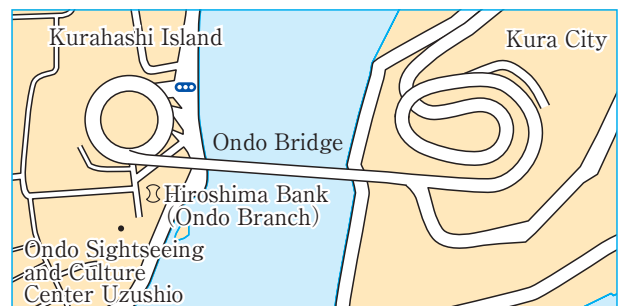 Kurahashi Island
Kura City
Ondo Bridge
Hiroshima Bank
(Ondo Branch)
Ondo Sightseeing
and Culture
Center Uzushio